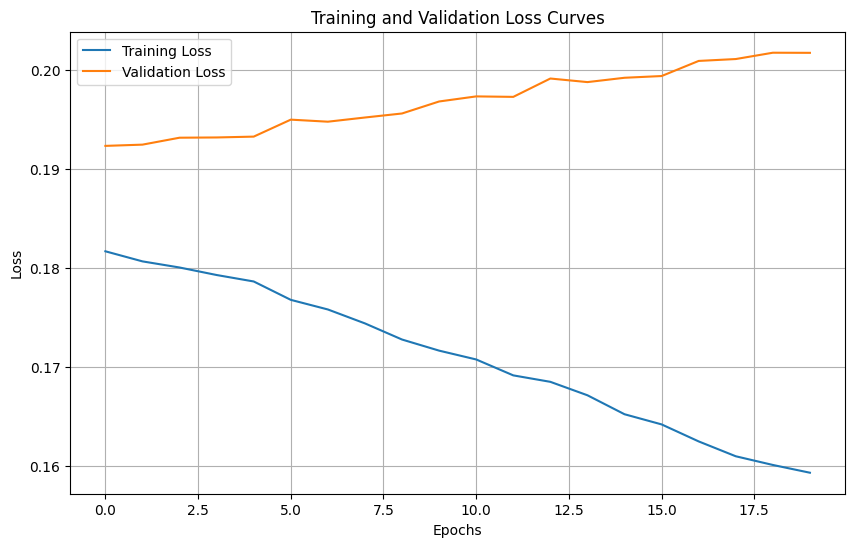 Training and Validation Loss Curves
Training Loss
Validation Loss
0.20
0.19
0.18
0.17
0.16
Loss
0.0 2.5 5.0 7.5 10.0 12.5 15.0 17.5
Epochs